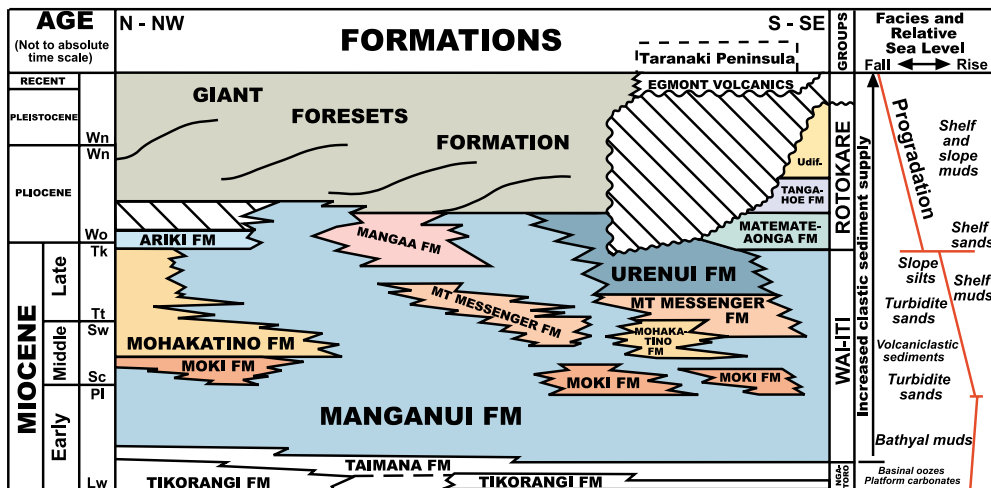 AGE
(Not to absolute
time scale)
N - NW
FORMATIONS
S - SE
Taranaki Peninsula
GROUPS
Facies and
Relative
Sea Level
Fall
Rise
RECENT
PLEISTOCENE
Wn
Wn
PLIOCENE
Wo
Tk
MIOCENE
Late
Tt
Sw
Middle
Sc
Pl
Early
Lw
GIANT
FORESETS
FORMATION
EGMONT VOLCANICS
Udif-
TANGA-
HOE FM
MATEMATE-
AONGA FM
ARIKI FM
MANGAA FM
URENUI FM
MT MESSENGER FM
MT MESSENGER
FM
MOHAKATINO FM
MOHAKA-
TINO
FM
MOKI FM
MOKI FM
MOKI FM
MANGANUI FM
TAIMANA FM
TIKORANGI FM
TIKORANGI FM
ROTOKARE
WAI-ITI
NGA-
TORO
Increased clastic sediment supply
Progradation
Shelf
and
slope
muds
Shelf
sands
Slope
silts
Shelf
muds
Turbidite
sands
Volcaniclastic
sediments
Turbidite
sands
Bathyal muds
Basinal oozes
Platform carbonates